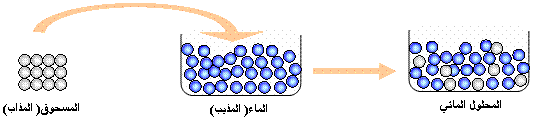 المحلول المائي
الماء( المذيب)
المسحوق( المذاب)